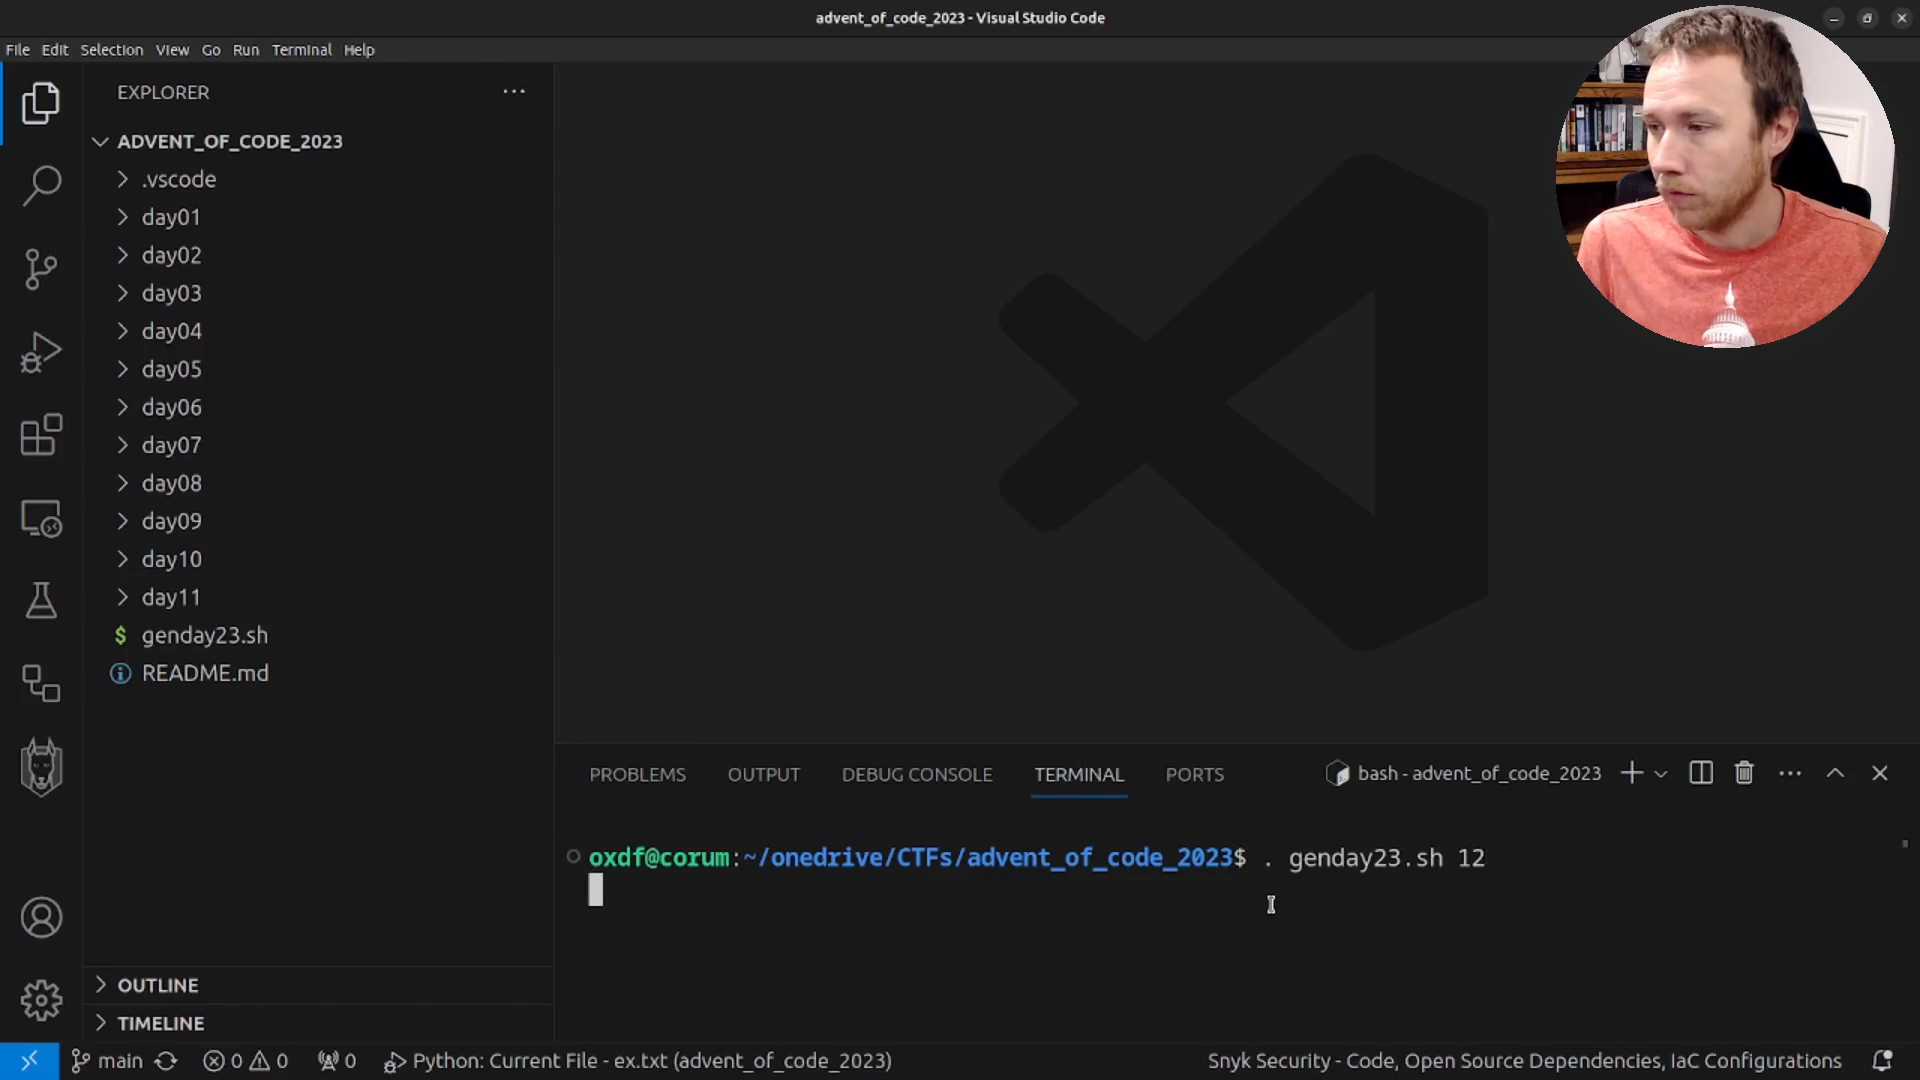 advent_of_code_2023 - Visual Studio Code
File Edit Selection View Go Run Terminal Help
EXPLORER
ADVENT_OF_CODE_2023
.vscode
day01
day02
day03
day04
day05
day06
day07
day08
day09
day10
day11
$ genday23.sh
README.md
OUTLINE
TIMELINE
PROBLEMS OUTPUT DEBUG CONSOLE TERMINAL PORTS bash - advent_of_code_2023
oxdf@corum:~/onedrive/CTFs/advent_of_code_2023$ . genday23.sh 12
main 0 0 0 Python: Current File - ex.txt (advent_of_code_2023) Snyk Security - Code, Open Source Dependencies, IaC Configurations